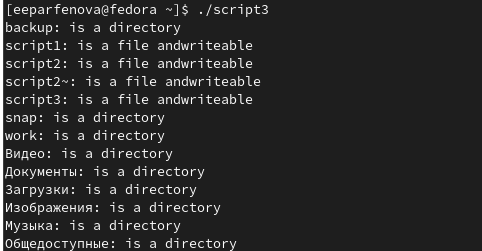 [eeparfenova@fedora ~]$ ./script3
backup: is a directory
script1: is a file andwriteable
script2: is a file andwriteable
script2~: is a file andwriteable
script3: is a file andwriteable
snap: is a directory
work: is a directory
Видео: is a directory
Документы: is a directory
Загрузки: is a directory
Изображения: is a directory
Музыка: is a directory
Общедоступные: is a directory